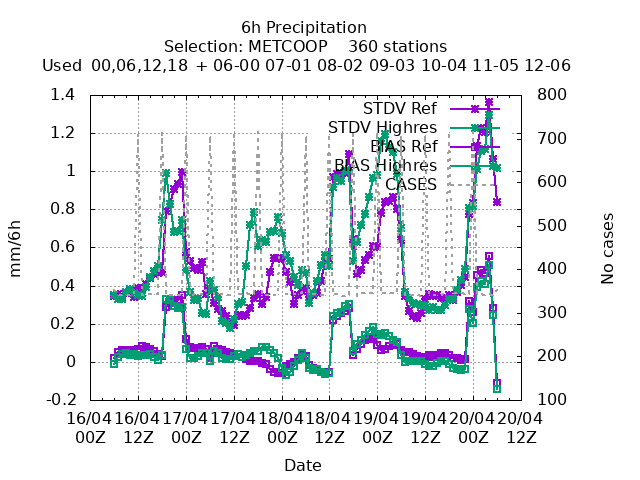 6h Precipitation
Selection: METCOOP 360 stations
Used 00,06,12,18 + 06-00 07-01 08-02 09-03 10-04 11-05 12-06
1.4
1.2
1
0.8
0.6
0.4
0.2
0
-0.2
mm/6h
800
700
600
500
400
300
200
100
No cases
STDV Ref
STDV Highres
BIAS Ref
BIAS Highres
CASES
16/04 16/04 17/04 17/04 18/04 18/04 19/04 19/04 20/04 20/04
00Z 12Z 00Z 12Z 00Z 12Z 00Z 12Z 00Z 12Z
Date